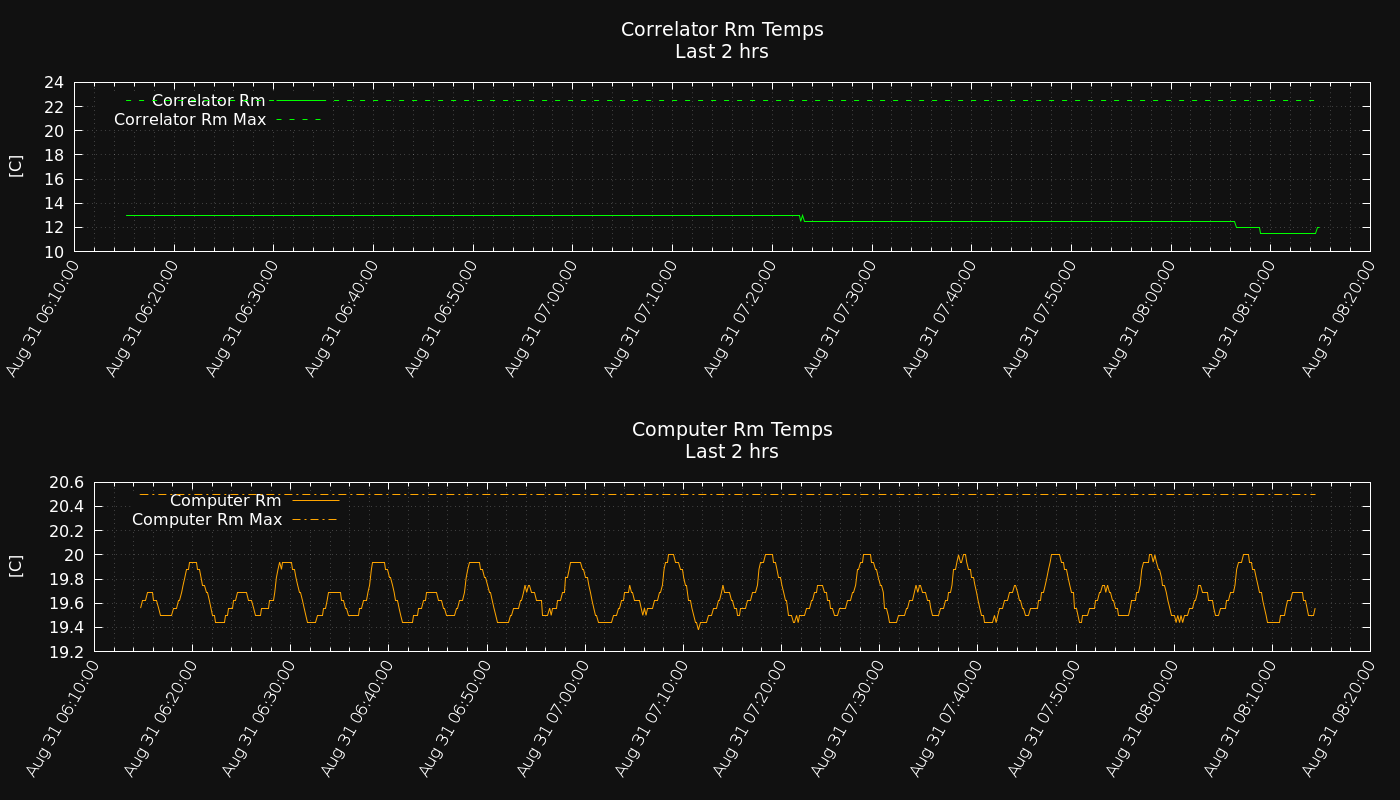 Correlator Rm Temps
Last 2 hrs
24
22
20
18
16
14
12
10
[C]
Correlator Rm
Correlator Rm Max
Aug 31 06:10:00
Aug 31 06:20:00
Aug 31 06:30:00
Aug 31 06:40:00
Aug 31 06:50:00
Aug 31 07:00:00
Aug 31 07:10:00
Aug 31 07:20:00
Aug 31 07:30:00
Aug 31 07:40:00
Aug 31 07:50:00
Aug 31 08:00:00
Aug 31 08:10:00
Aug 31 08:20:00
Computer Rm Temps
Last 2 hrs
20.6
20.4
20.2
20
19.8
19.6
19.4
19.2
[C]
Computer Rm
Computer Rm Max
Aug 31 06:10:00
Aug 31 06:20:00
Aug 31 06:30:00
Aug 31 06:40:00
Aug 31 06:50:00
Aug 31 07:00:00
Aug 31 07:10:00
Aug 31 07:20:00
Aug 31 07:30:00
Aug 31 07:40:00
Aug 31 07:50:00
Aug 31 08:00:00
Aug 31 08:10:00
Aug 31 08:20:00